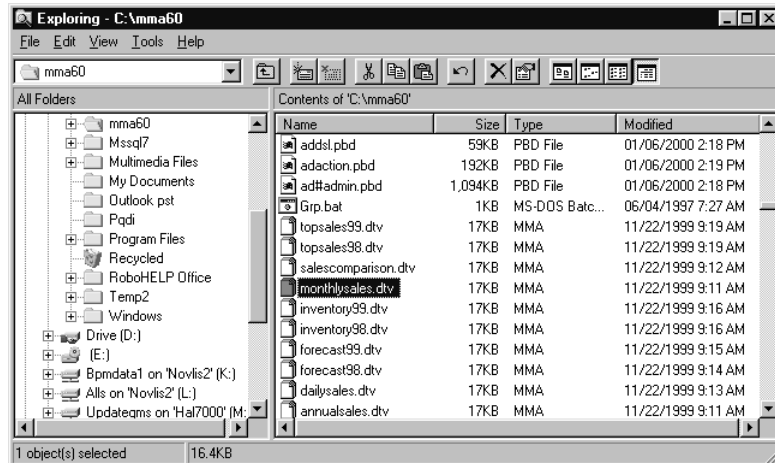 Exploring - C:\mma60
File Edit View Tools Help
mma60
All Folders
Contents of 'C:\mma60'
mma60
Mssql7
Multimedia Files
My Documents
Outlook pst
Pqdi
Program Files
Recycled
RoboHELP Office
Temp2
Windows
Drive (D:)
(E:)
Bpmdata1 on 'Novlis2' (K:)
Alls on 'Novlis2' (L:)
Updateqms on 'Hal7000' (M:
Name Size Type Modified
addsl.pbd 59KB PBD File 01/06/2000 2:18 PM
adaction.pbd 192KB PBD File 01/06/2000 2:19 PM
ad#admin.pbd 1,094KB PBD File 01/06/2000 2:18 PM
Grp.bat 1KB MS-DOS Batc... 06/04/1997 7:27 AM
topsales99.dtv 17KB MMA 11/22/1999 9:19 AM
topsales98.dtv 17KB MMA 11/22/1999 9:19 AM
salescomparison.dtv 17KB MMA 11/22/1999 9:12 AM
monthlysales.dtv 17KB MMA 11/22/1999 9:11 AM
inventory99.dtv 17KB MMA 11/22/1999 9:16 AM
inventory98.dtv 17KB MMA 11/22/1999 9:16 AM
forecast99.dtv 17KB MMA 11/22/1999 9:15 AM
forecast98.dtv 17KB MMA 11/22/1999 9:14 AM
dailysales.dtv 17KB MMA 11/22/1999 9:13 AM
annualsales.dtv 17KB MMA 11/22/1999 9:11 AM
1 object(s) selected 16.4KB